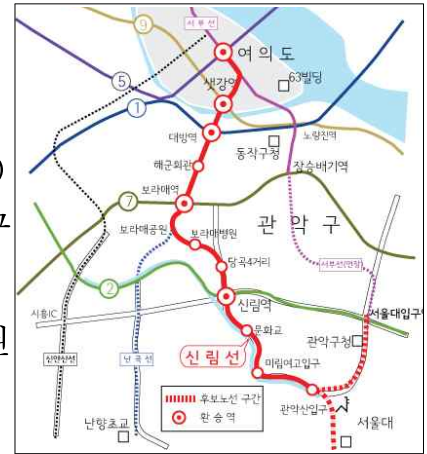 서부선
9
여의도
샛강역
63빌딩
5
1
대방역
노량진역
동작구청
해군회관
장승배기역
보라매역
7
관악구
보라매공원
보라매병원
당곡4거리
2
서부선(연장)
시흥IC
신림역
서울대입구역
문화교
관악구청
신림선
신안산선
난곡선
미림여고입구
후보노선 구간
환승역
관악산입구
서울대
난향초교